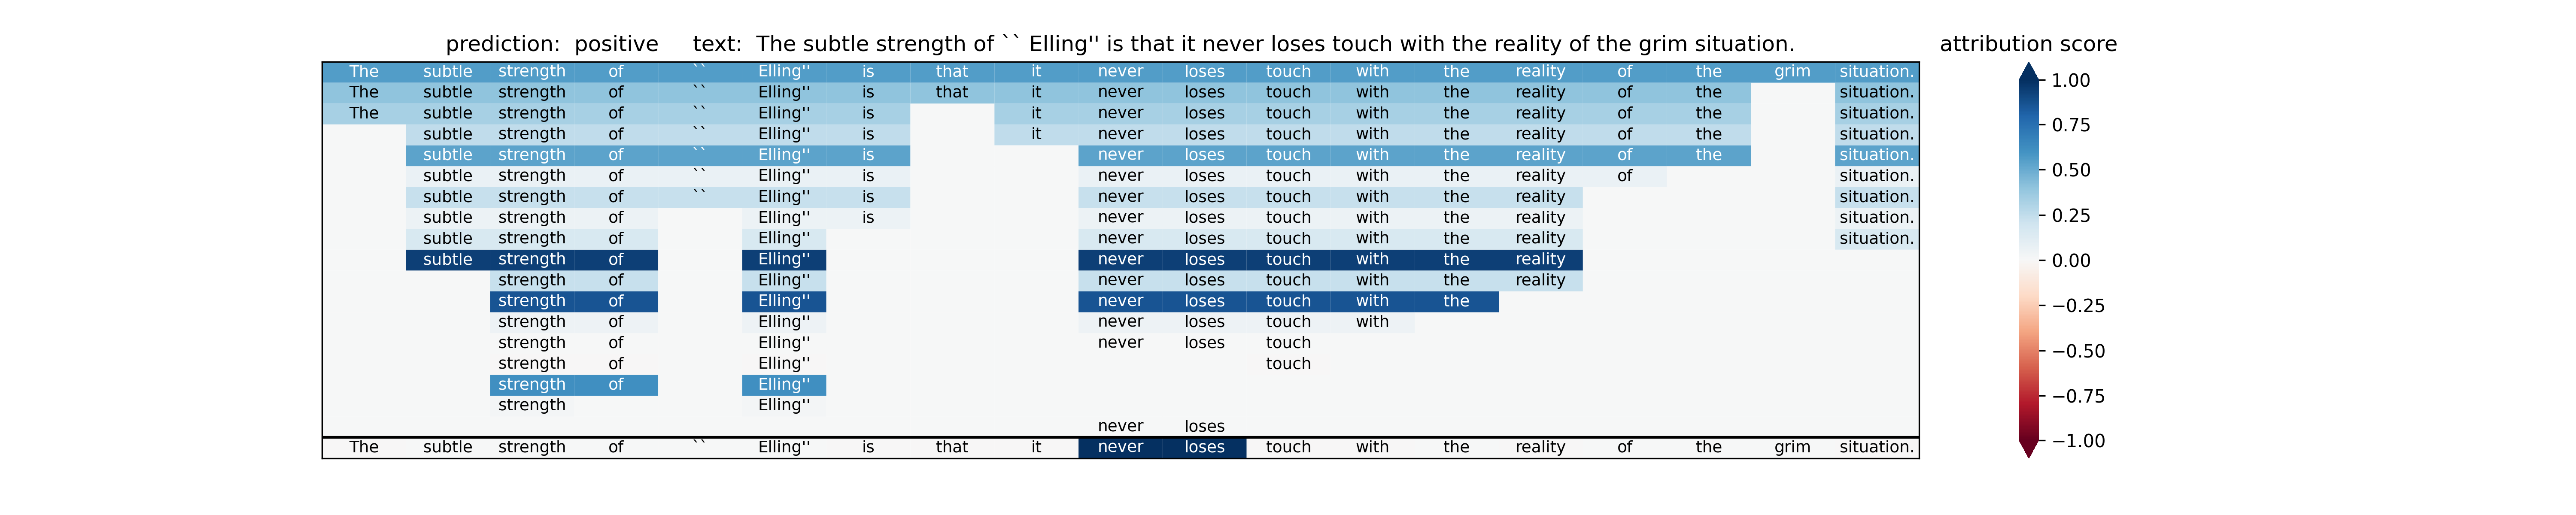 prediction: positive text: The subtle strength of `` Elling'' is that it never loses touch with the reality of the grim situation.
attribution score
The subtle strength of `` Elling'' is that it never loses touch with the reality of the grim situation.
The subtle strength of `` Elling'' is that it never loses touch with the reality of the situation.
The subtle strength of `` Elling'' is it never loses touch with the reality of the situation.
subtle strength of `` Elling'' is it never loses touch with the reality of the situation.
subtle strength of `` Elling'' is never loses touch with the reality of the situation.
subtle strength of `` Elling'' is never loses touch with the reality of situation.
subtle strength of `` Elling'' is never loses touch with the reality situation.
subtle strength of Elling'' is never loses touch with the reality situation.
subtle strength of Elling'' never loses touch with the reality situation.
subtle strength of Elling'' never loses touch with the reality
strength of Elling'' never loses touch with the reality
strength of Elling'' never loses touch with the
strength of Elling'' never loses touch with
strength of Elling'' never loses touch
strength of Elling'' touch
strength of Elling''
strength Elling''
never loses
The subtle strength of `` Elling'' is that it never loses touch with the reality of the grim situation.
1.00
0.75
0.50
0.25
0.00
−0.25
−0.50
−0.75
−1.00